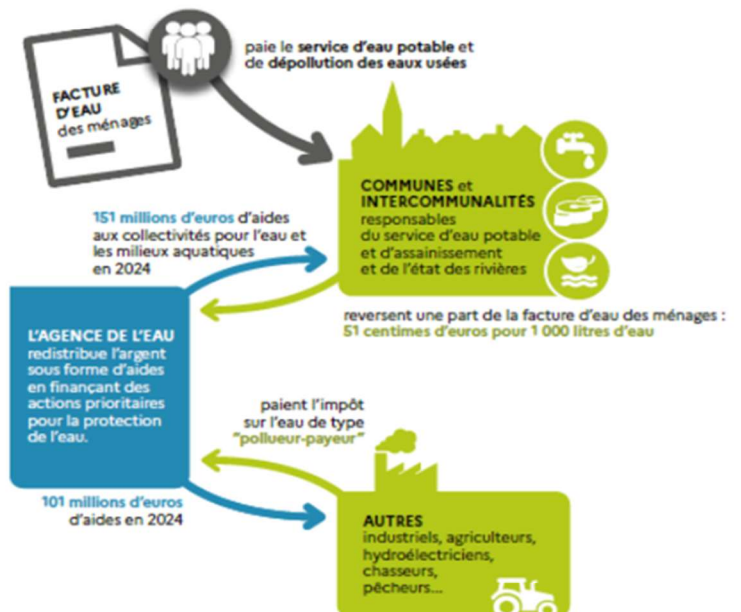 FACTURE
D'EAU
des ménages
paie le service d'eau potable et
de dépollution des eaux usées
COMMUNES et
INTERCOMMUNALITÉS
responsables
du service d'eau potable
et d'assainissement
et de l'état des rivières
151 millions d'euros d'aides
aux collectivités pour l'eau et
les milieux aquatiques
en 2024
reversent une part de la facture d'eau des ménages :
51 centimes d'euros pour 1 000 litres d'eau
L'AGENCE DE L'EAU
redistribue l'argent
sous forme d'aides
en finançant des
actions prioritaires
pour la protection
de l'eau.
paient l'impôt
sur l'eau de type
"pollueur-payeur"
101 millions d'euros
d'aides en 2024
AUTRES
industriels, agriculteurs,
hydroélectriciens,
chasseurs,
pêcheurs...